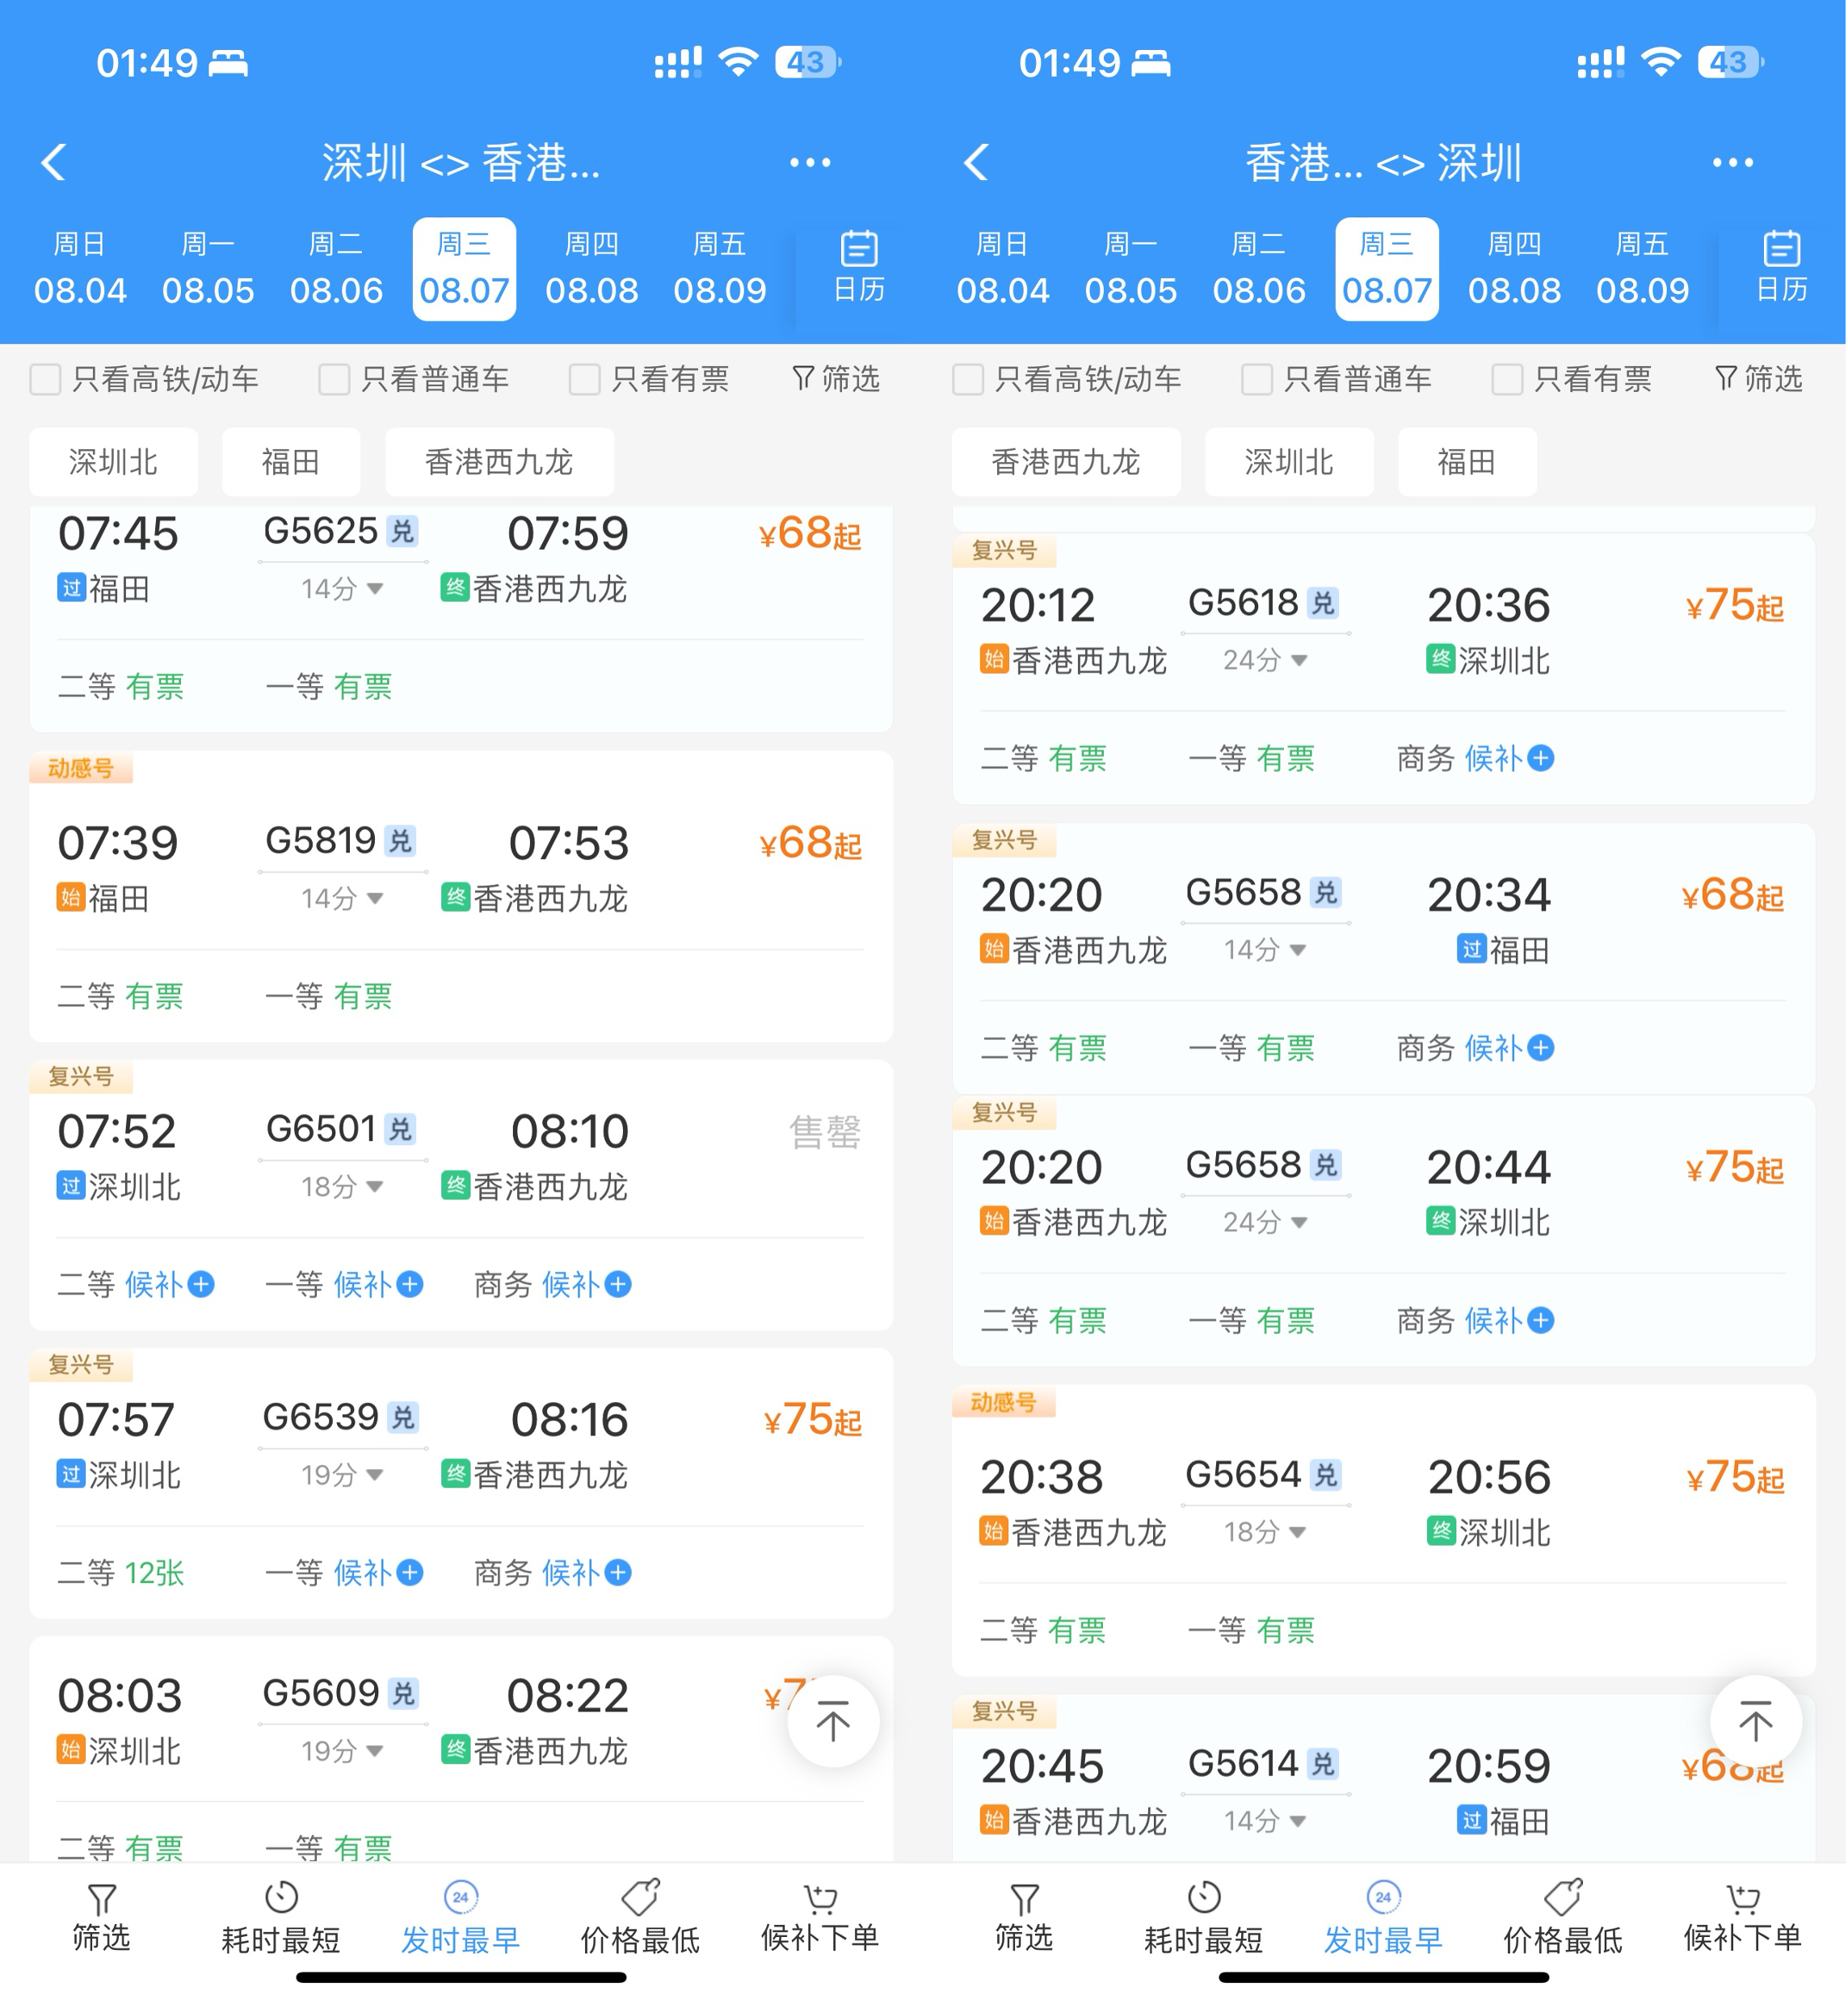 01:49
43
深圳 <> 香港...
周日 周一 周二 周三 周四 周五
08.04 08.05 08.06 08.07 08.08 08.09 日历
只看高铁/动车 只看普通车 只看有票 筛选
深圳北 福田 香港西九龙
07:45 G5625 兑 07:59 ¥68起
过 福田 14分 终 香港西九龙
二等 有票 一等 有票
动感号
07:39 G5819 兑 07:53 ¥68起
始 福田 14分 终 香港西九龙
二等 有票 一等 有票
复兴号
07:52 G6501 兑 08:10 售罄
过 深圳北 18分 终 香港西九龙
二等 候补 一等 候补 商务 候补
复兴号
07:57 G6539 兑 08:16 ¥75起
过 深圳北 19分 终 香港西九龙
二等 12张 一等 候补 商务 候补
08:03 G5609 兑 08:22 ¥7
始 深圳北 19分 终 香港西九龙
二等 有票 一等 有票
筛选 耗时最短 24 发时最早 价格最低 候补下单
01:49
43
香港... <> 深圳
周日 周一 周二 周三 周四 周五
08.04 08.05 08.06 08.07 08.08 08.09 日历
只看高铁/动车 只看普通车 只看有票 筛选
香港西九龙 深圳北 福田
复兴号
20:12 G5618 兑 20:36 ¥75起
始 香港西九龙 24分 终 深圳北
二等 有票 一等 有票 商务 候补
复兴号
20:20 G5658 兑 20:34 ¥68起
始 香港西九龙 14分 过 福田
二等 有票 一等 有票 商务 候补
复兴号
20:20 G5658 兑 20:44 ¥75起
始 香港西九龙 24分 终 深圳北
二等 有票 一等 有票 商务 候补
动感号
20:38 G5654 兑 20:56 ¥75起
始 香港西九龙 18分 终 深圳北
二等 有票 一等 有票
复兴号
20:45 G5614 兑 20:59 ¥68起
始 香港西九龙 14分 过 福田
筛选 耗时最短 24 发时最早 价格最低 候补下单